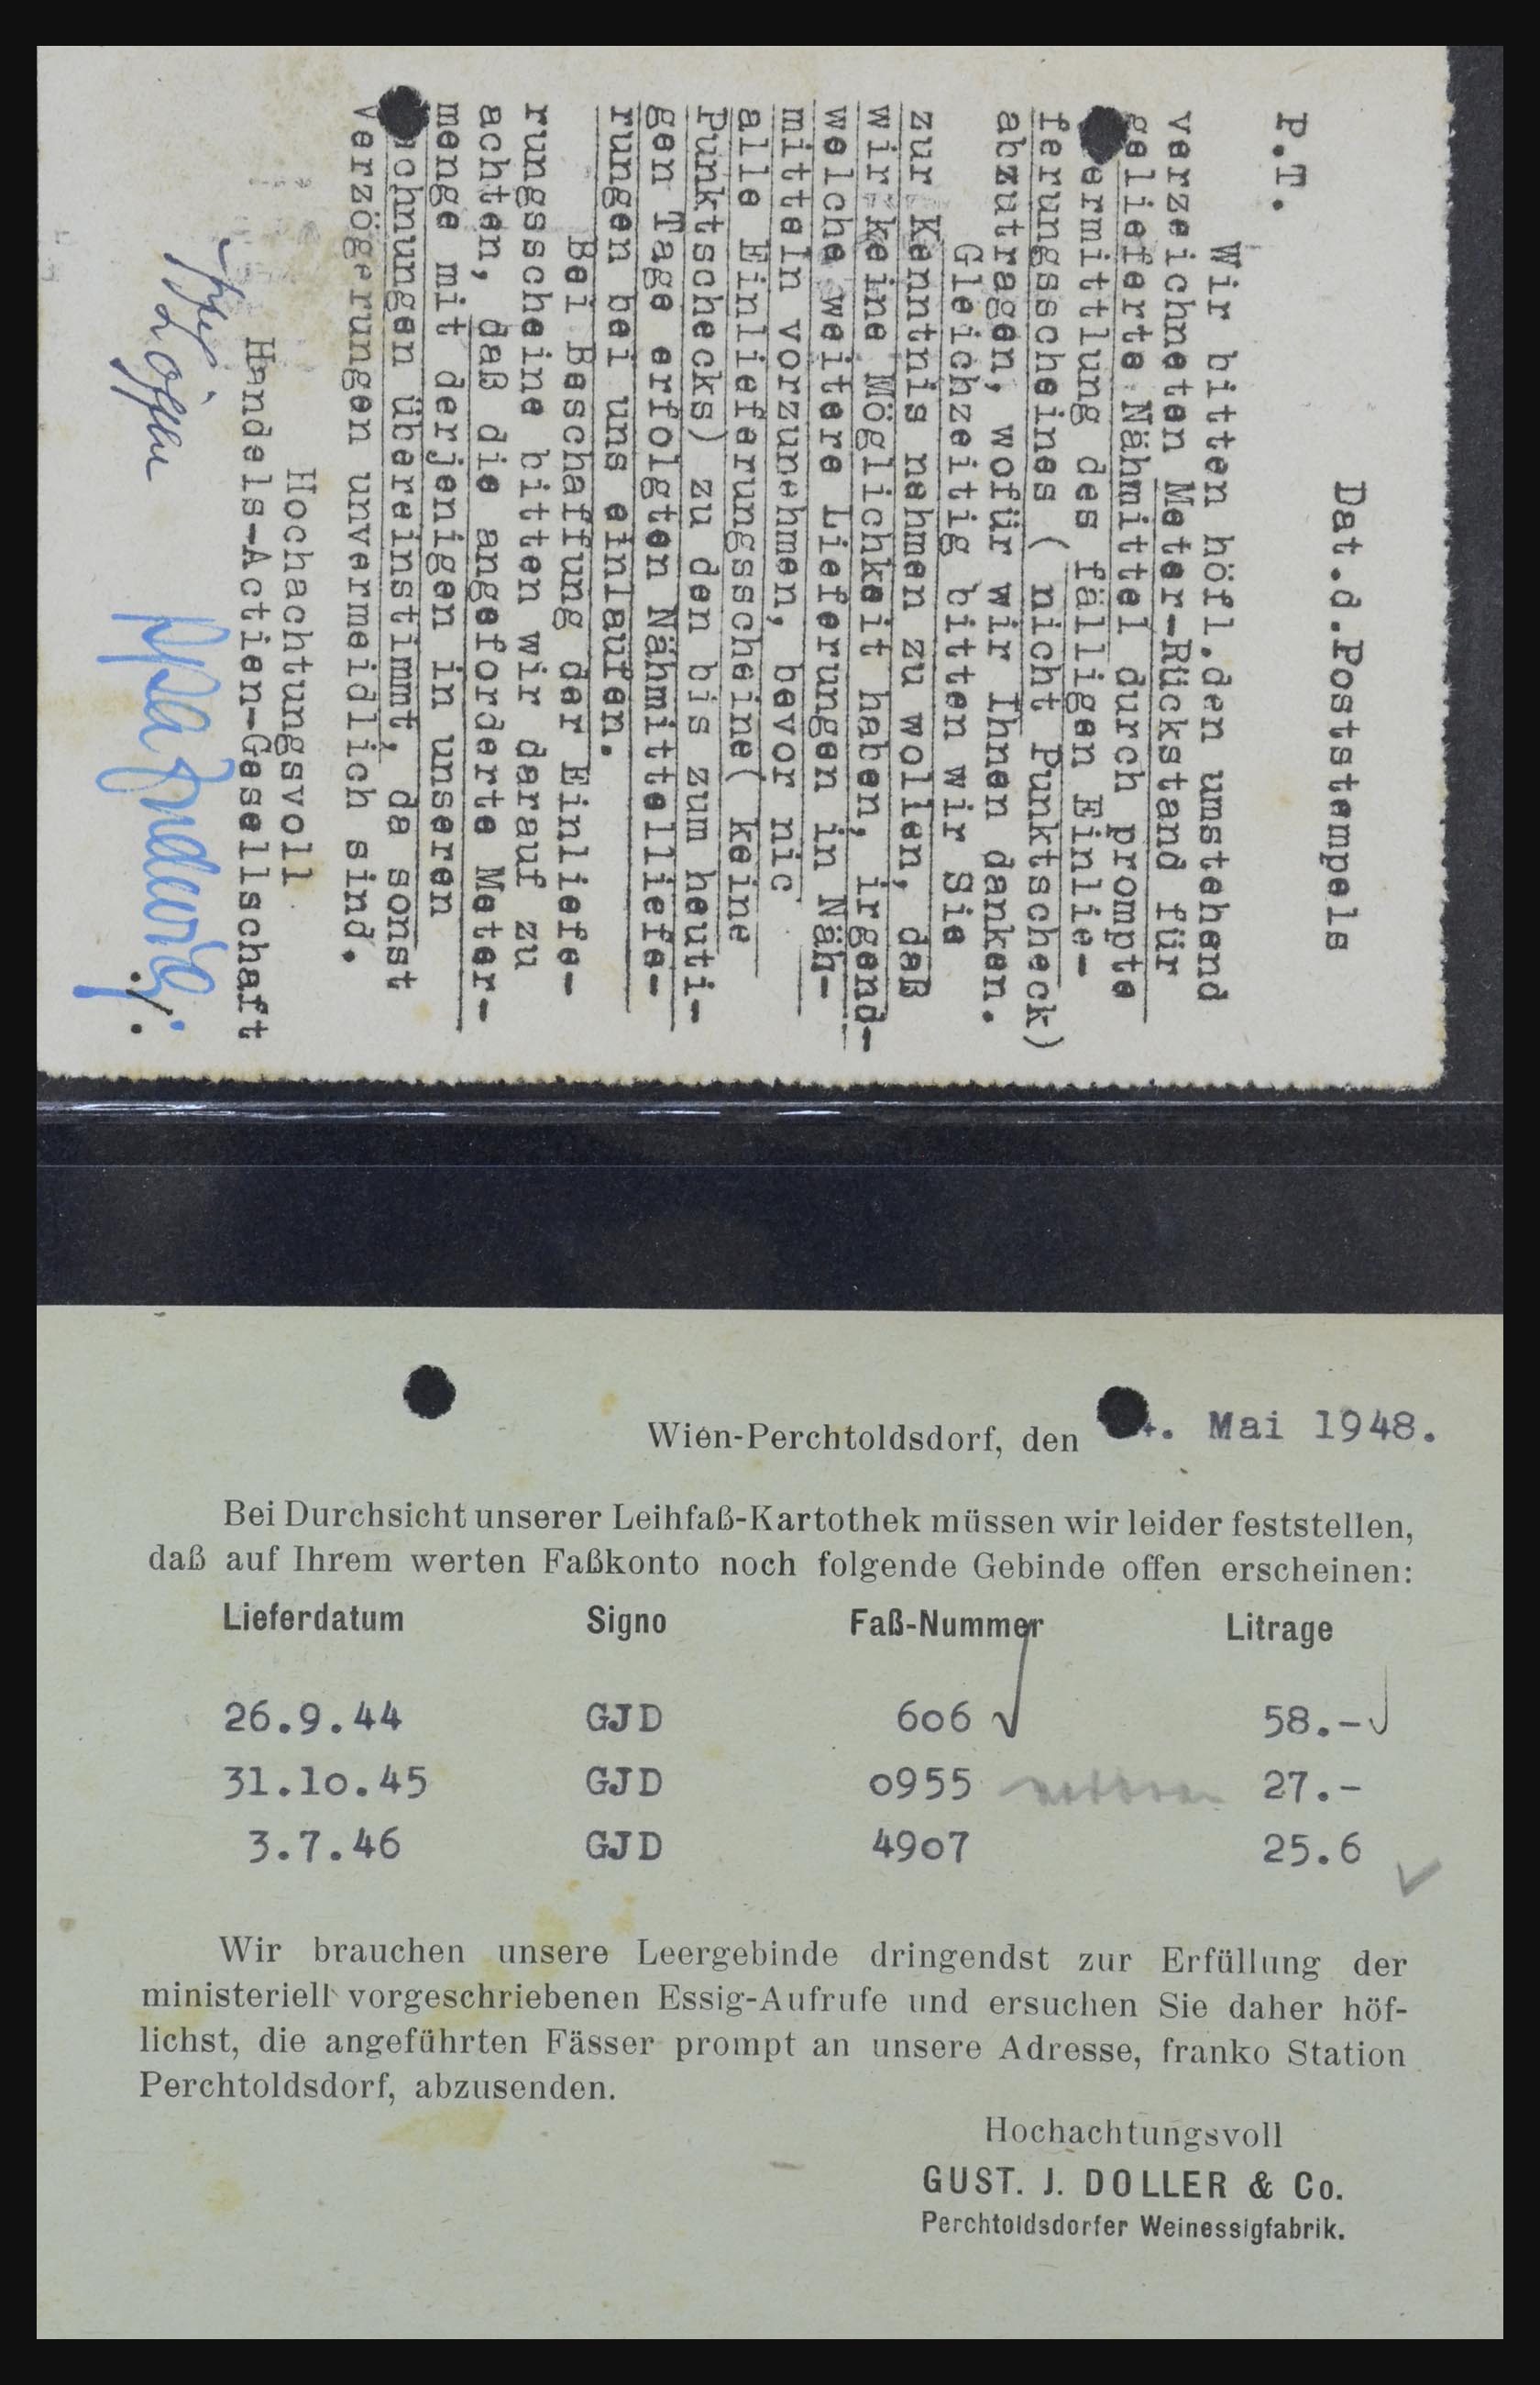 Dat.d.Poststempels
P.T.
Wir bitten höfl.den umstehend
verzeichneten Meter-Rückstand für
gelieferte Nähmittel durch prompte
ermittlung des fälligen Einlie-
ferungsscheines ( nicht Punktscheck)
abzutragen, wofür wir Ihnen danken.
Gleichzeitig bitten wir Sie
zur Kenntnis nehmen zu wollen, daß
wir keine Möglichkeit haben, irgend-
welche weitere Lieferungen in Näh-
mitteln vorzunehmen, bevor nic
alle Einlieferungsscheine( keine
Punktschecks) zu den bis zum heuti-
gen Tage erfolgten Nähmittelliefe-
rungen bei uns einlaufen.
Bei Beschaffung der Einliefe-
rungsscheine bitten wir darauf zu
achten, daß die angeforderte Meter-
menge mit derjenigen in unseren
chnungen übereinstimmt, da sonst
Verzögerungen unvermeidlich sind.
Hochachtungsvoll
Handels-Actien-Gesellschaft
./.
Wien-Perchtoldsdorf, den 4. Mai 1948.
Bei Durchsicht unserer Leihfaß-Kartothek müssen wir leider feststellen,
daß auf Ihrem werten Faßkonto noch folgende Gebinde offen erscheinen:
Lieferdatum Signo Faß-Nummer Litrage
26.9.44 GJD 6o6 58.-
31.1o.45 GJD o955 27.-
3.7.46 GJD 49o7 25.6
Wir brauchen unsere Leergebinde dringendst zur Erfüllung der
ministeriell vorgeschriebenen Essig-Aufrufe und ersuchen Sie daher höf-
lichst, die angeführten Fässer prompt an unsere Adresse, franko Station
Perchtoldsdorf, abzusenden.
Hochachtungsvoll
GUST. J. DOLLER & Co.
Perchtoldsdorfer Weinessigfabrik.